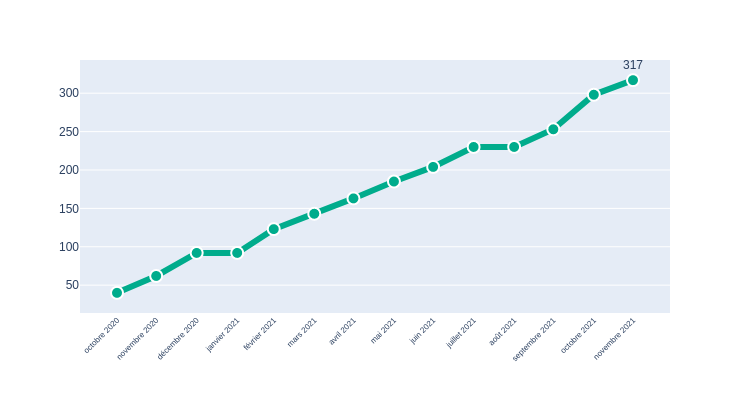 317
300
250
200
150
100
50
octobre 2020
novembre 2020
décembre 2020
janvier 2021
février 2021
mars 2021
avril 2021
mai 2021
juin 2021
juillet 2021
août 2021
septembre 2021
octobre 2021
novembre 2021